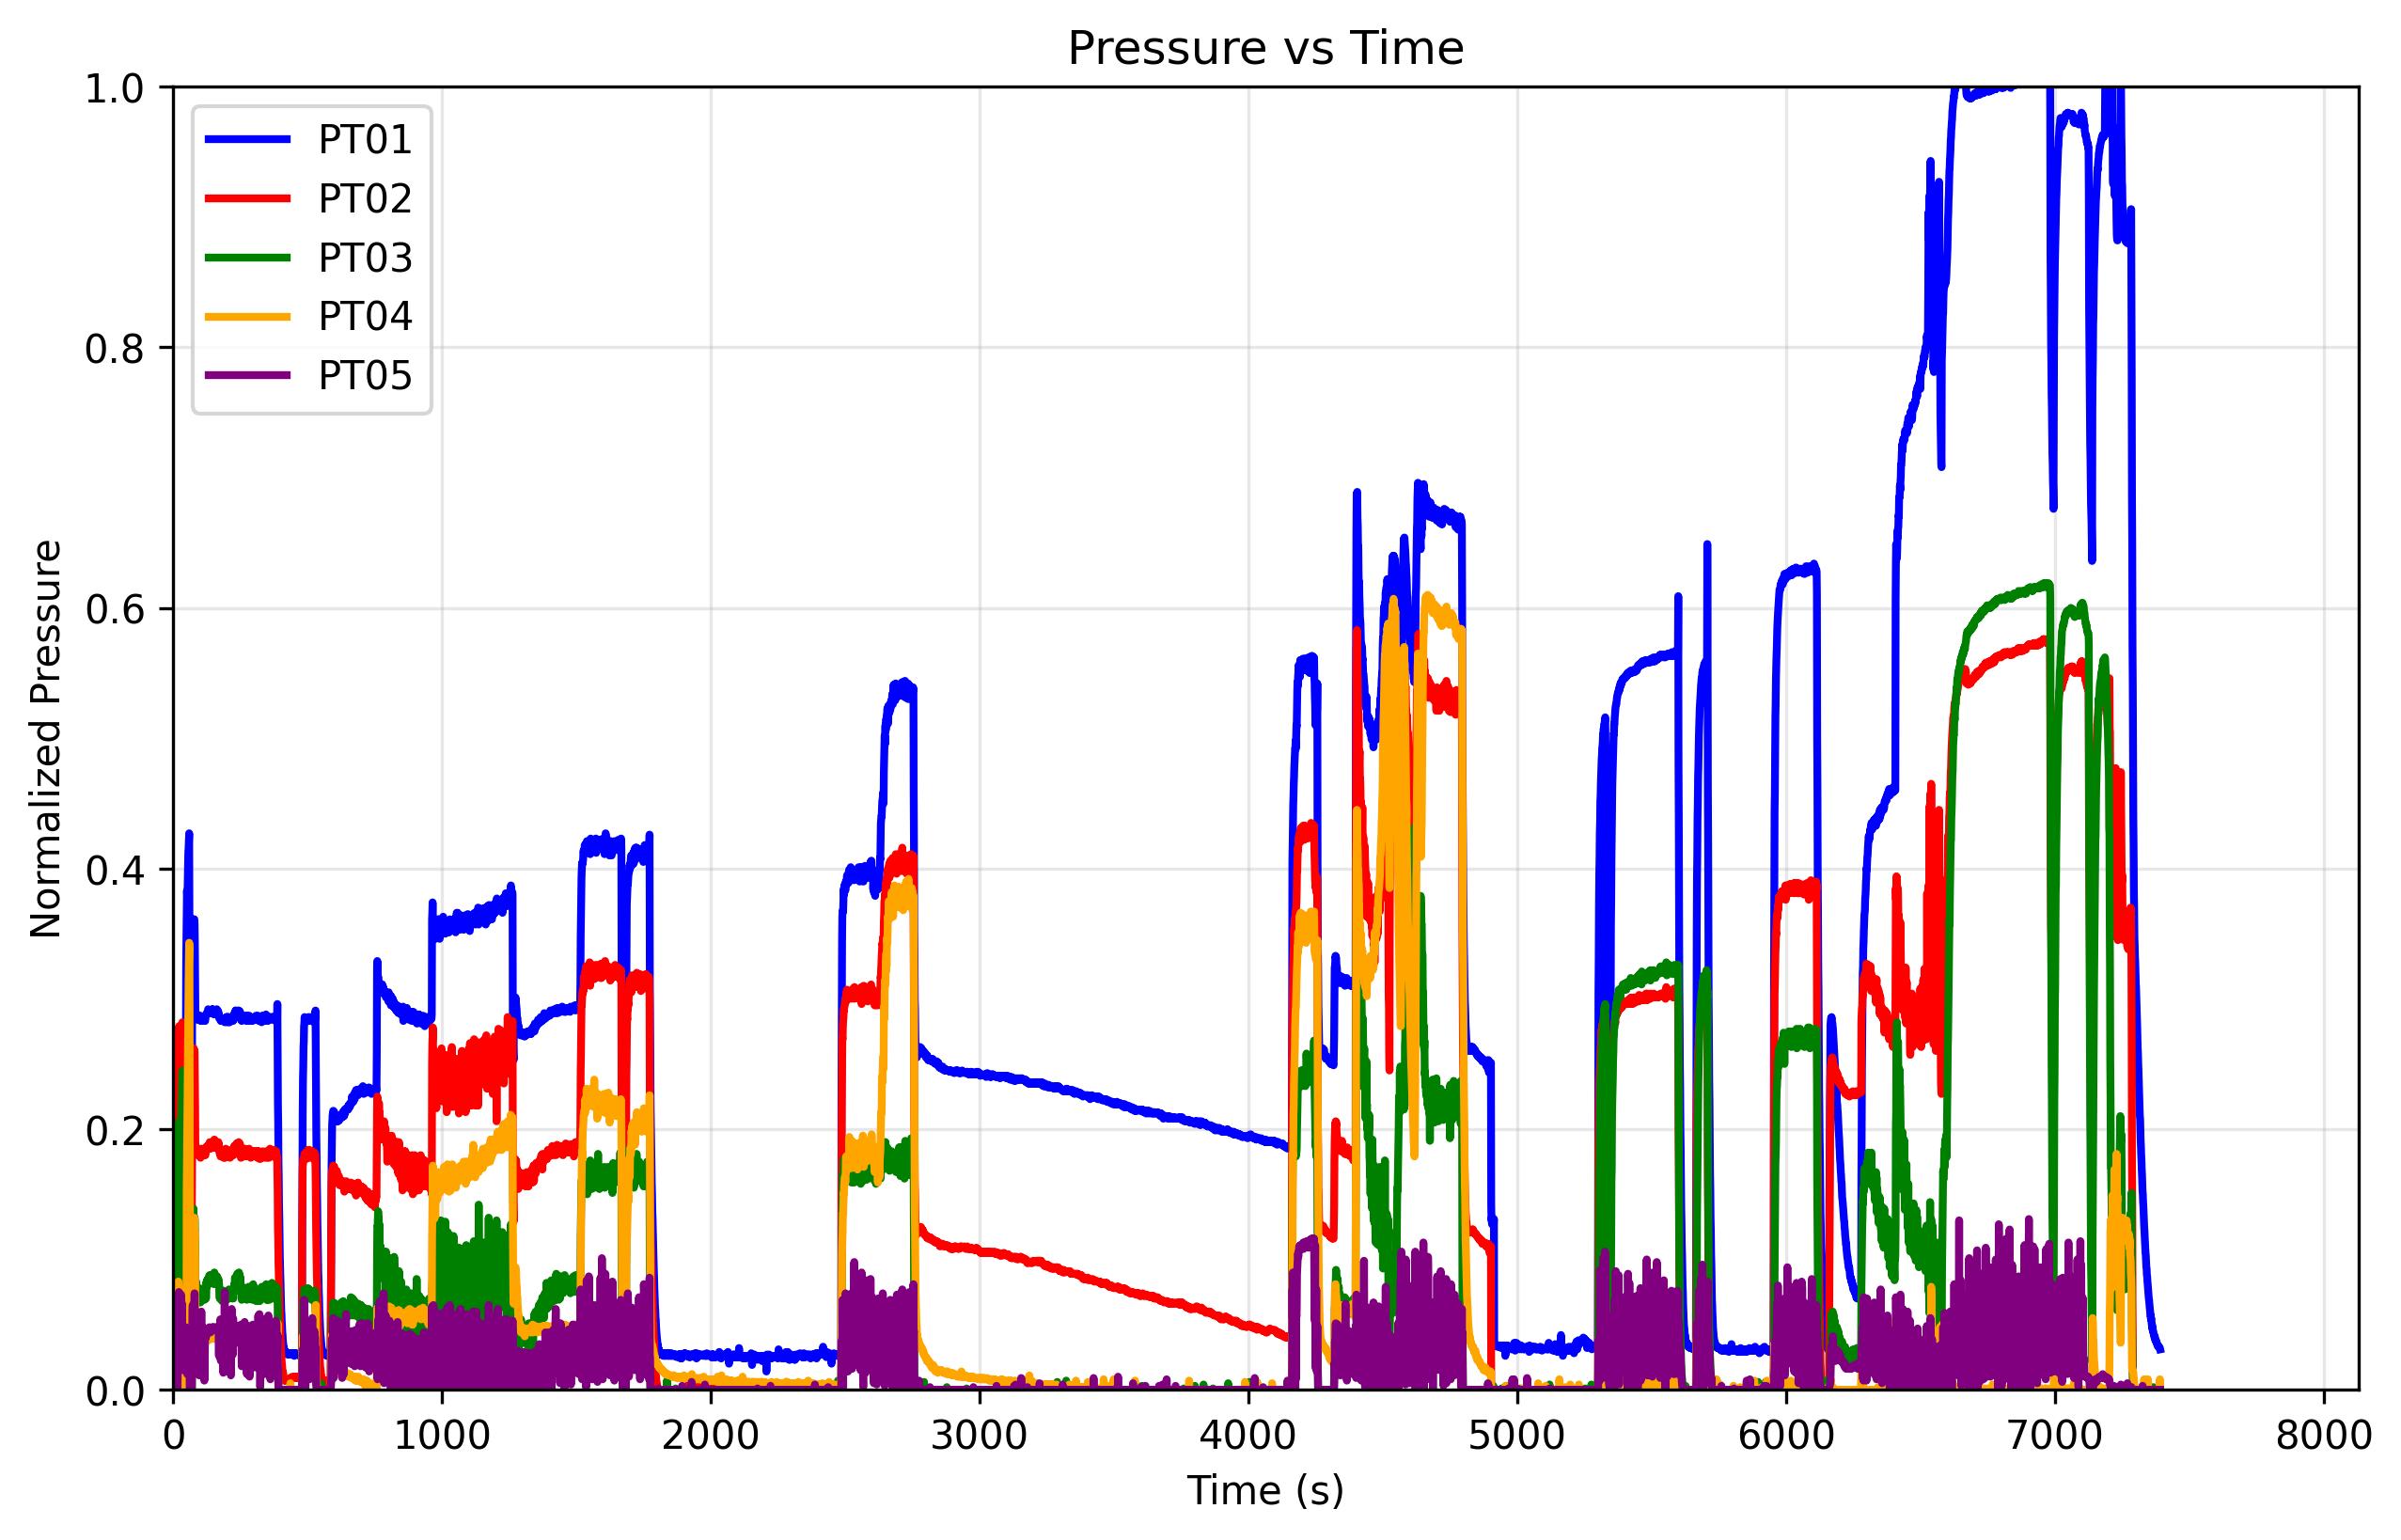 Pressure vs Time
1.0
0.8
0.6
0.4
0.2
0.0
Normalized Pressure
PT01
PT02
PT03
PT04
PT05
0 1000 2000 3000 4000 5000 6000 7000 8000
Time (s)